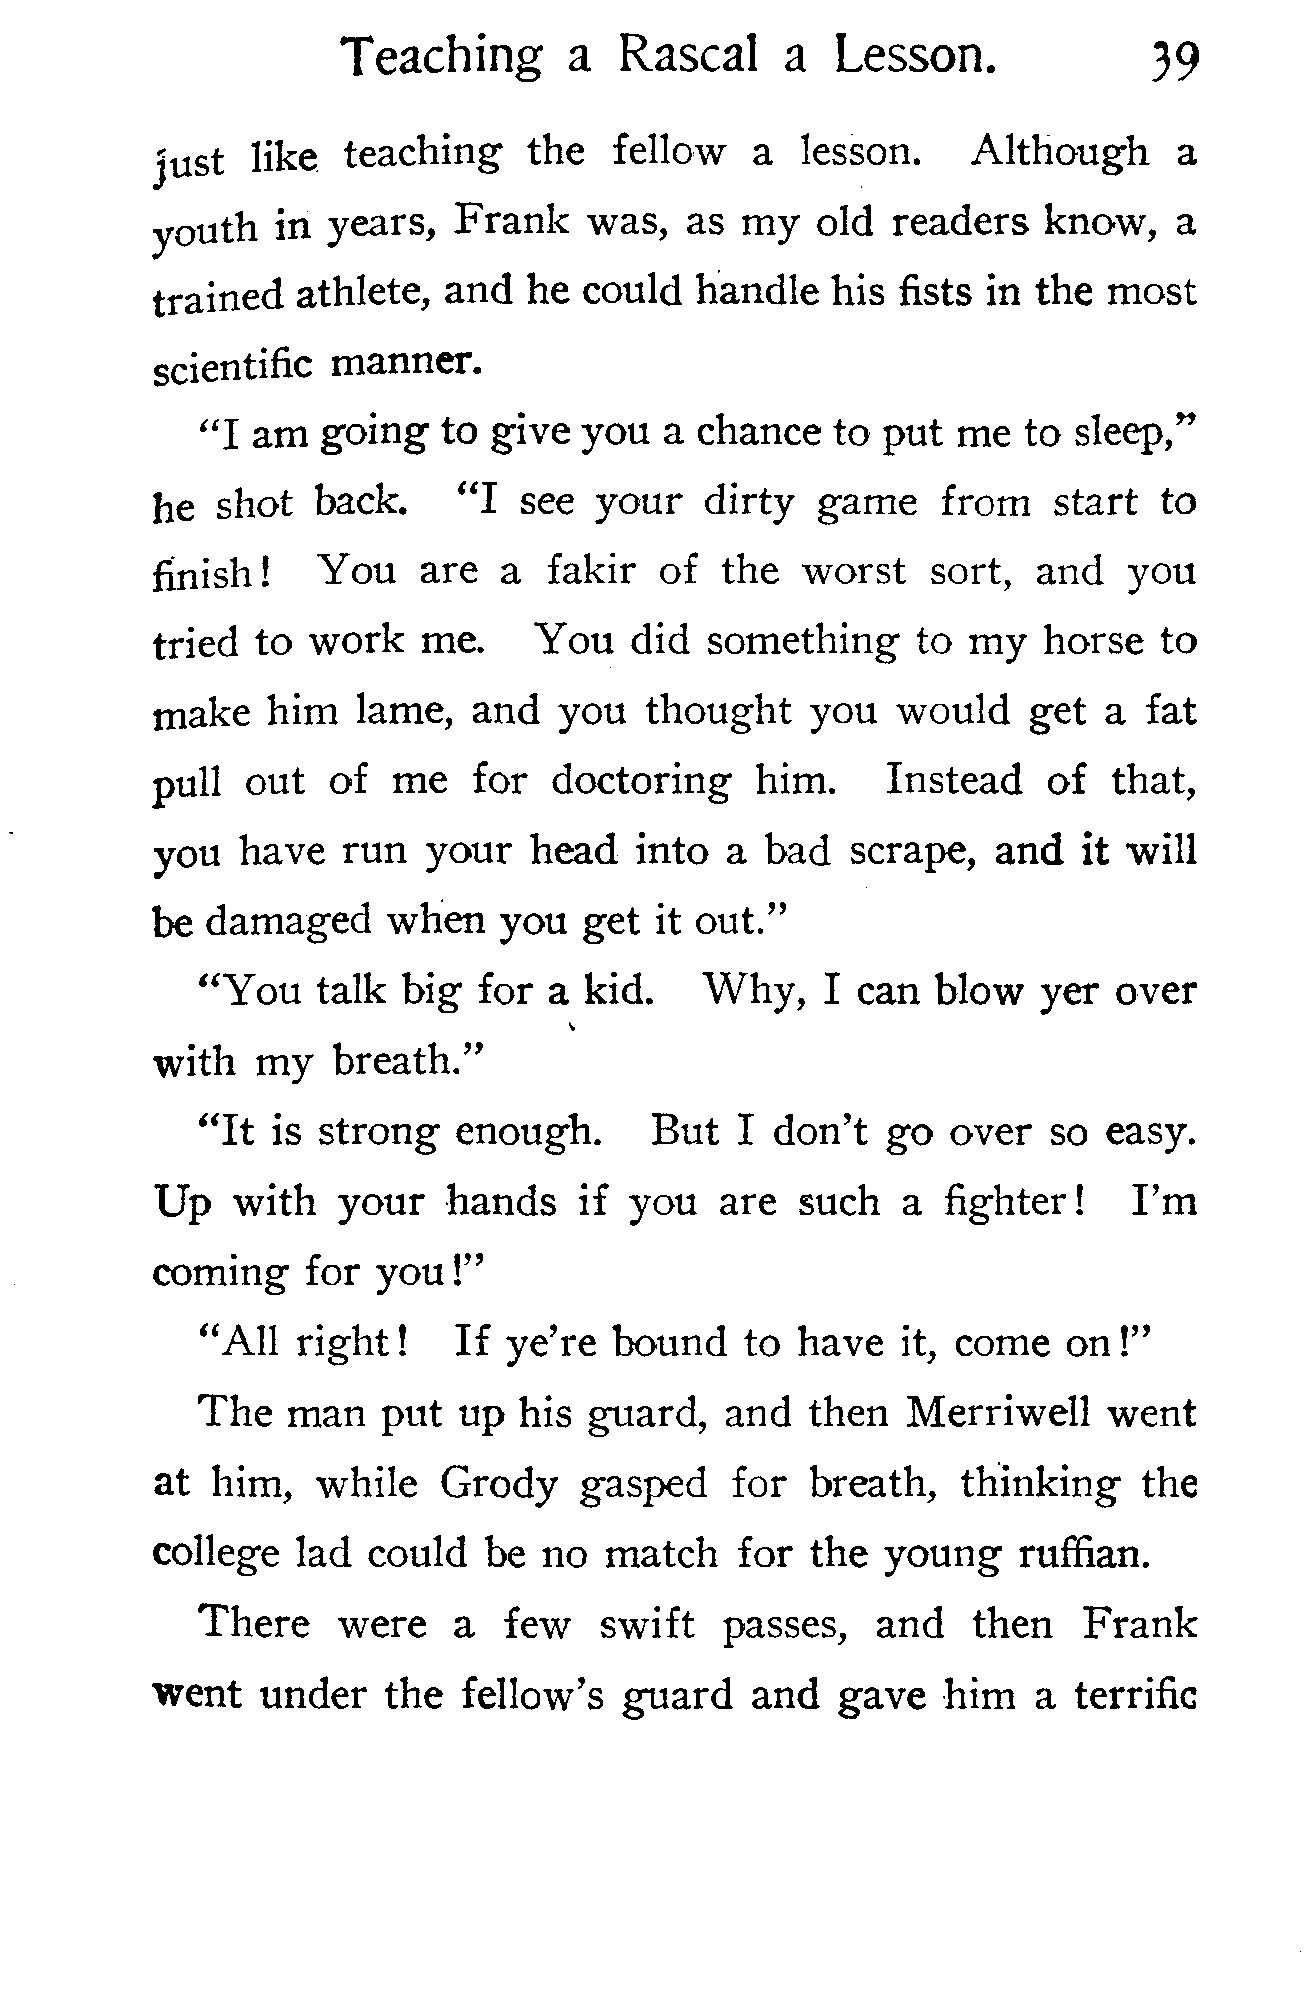 Teaching a Rascal a Lesson. 39
just like teaching the fellow a lesson. Although a
youth in years, Frank was, as my old readers know, a
trained athlete, and he could handle his fists in the most
scientific manner.
“I am going to give you a chance to put me to sleep,”
he shot back. “I see your dirty game from start to
finish! You are a fakir of the worst sort, and you
tried to work me. You did something to my horse to
make him lame, and you thought you would get a fat
pull out of me for doctoring him. Instead of that,
you have run your head into a bad scrape, and it will
be damaged when you get it out.”
“You talk big for a kid. Why, I can blow yer over
with my breath.”
“It is strong enough. But I don’t go over so easy.
Up with your hands if you are such a fighter! I’m
coming for you!”
“All right! If ye’re bound to have it, come on!”
The man put up his guard, and then Merriwell went
at him, while Grody gasped for breath, thinking the
college lad could be no match for the young ruffian.
There were a few swift passes, and then Frank
went under the fellow’s guard and gave him a terrific